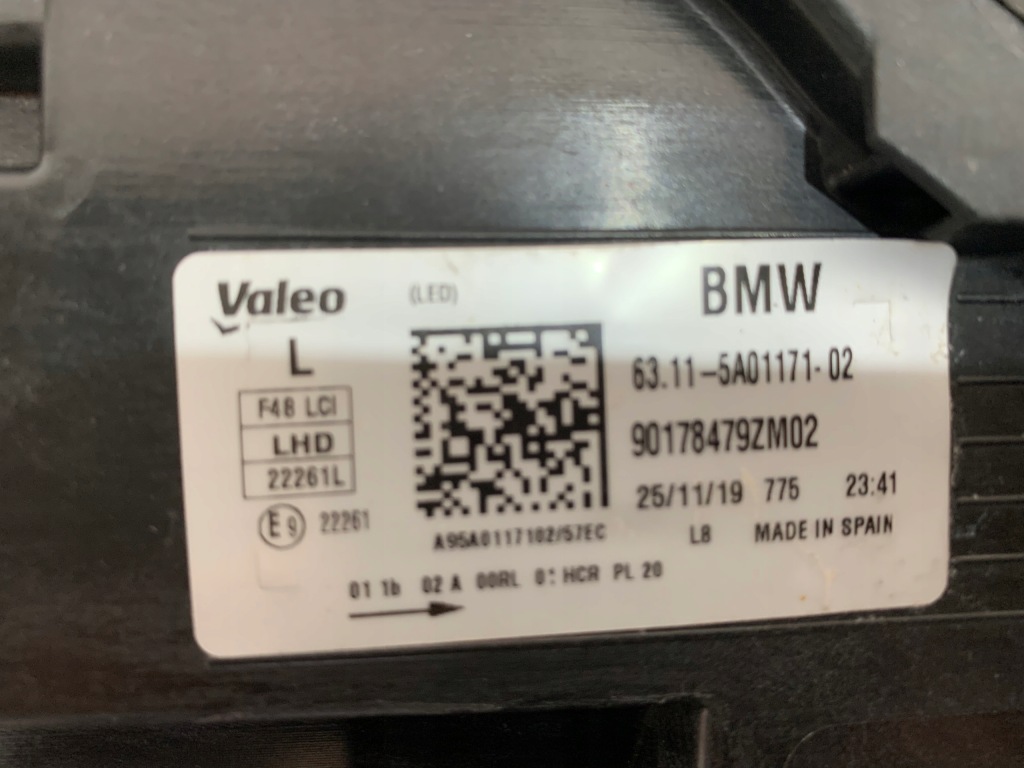 Valeo (LED) BMW
L
63.11-5A01171-02
F48 LCI
LHD
90178479ZM02
22261L
25/11/19 775 23:41
E9 22261
A95A0117102/57EC
L8 MADE IN SPAIN
01 1b 02 A 00RL HCR PL 20